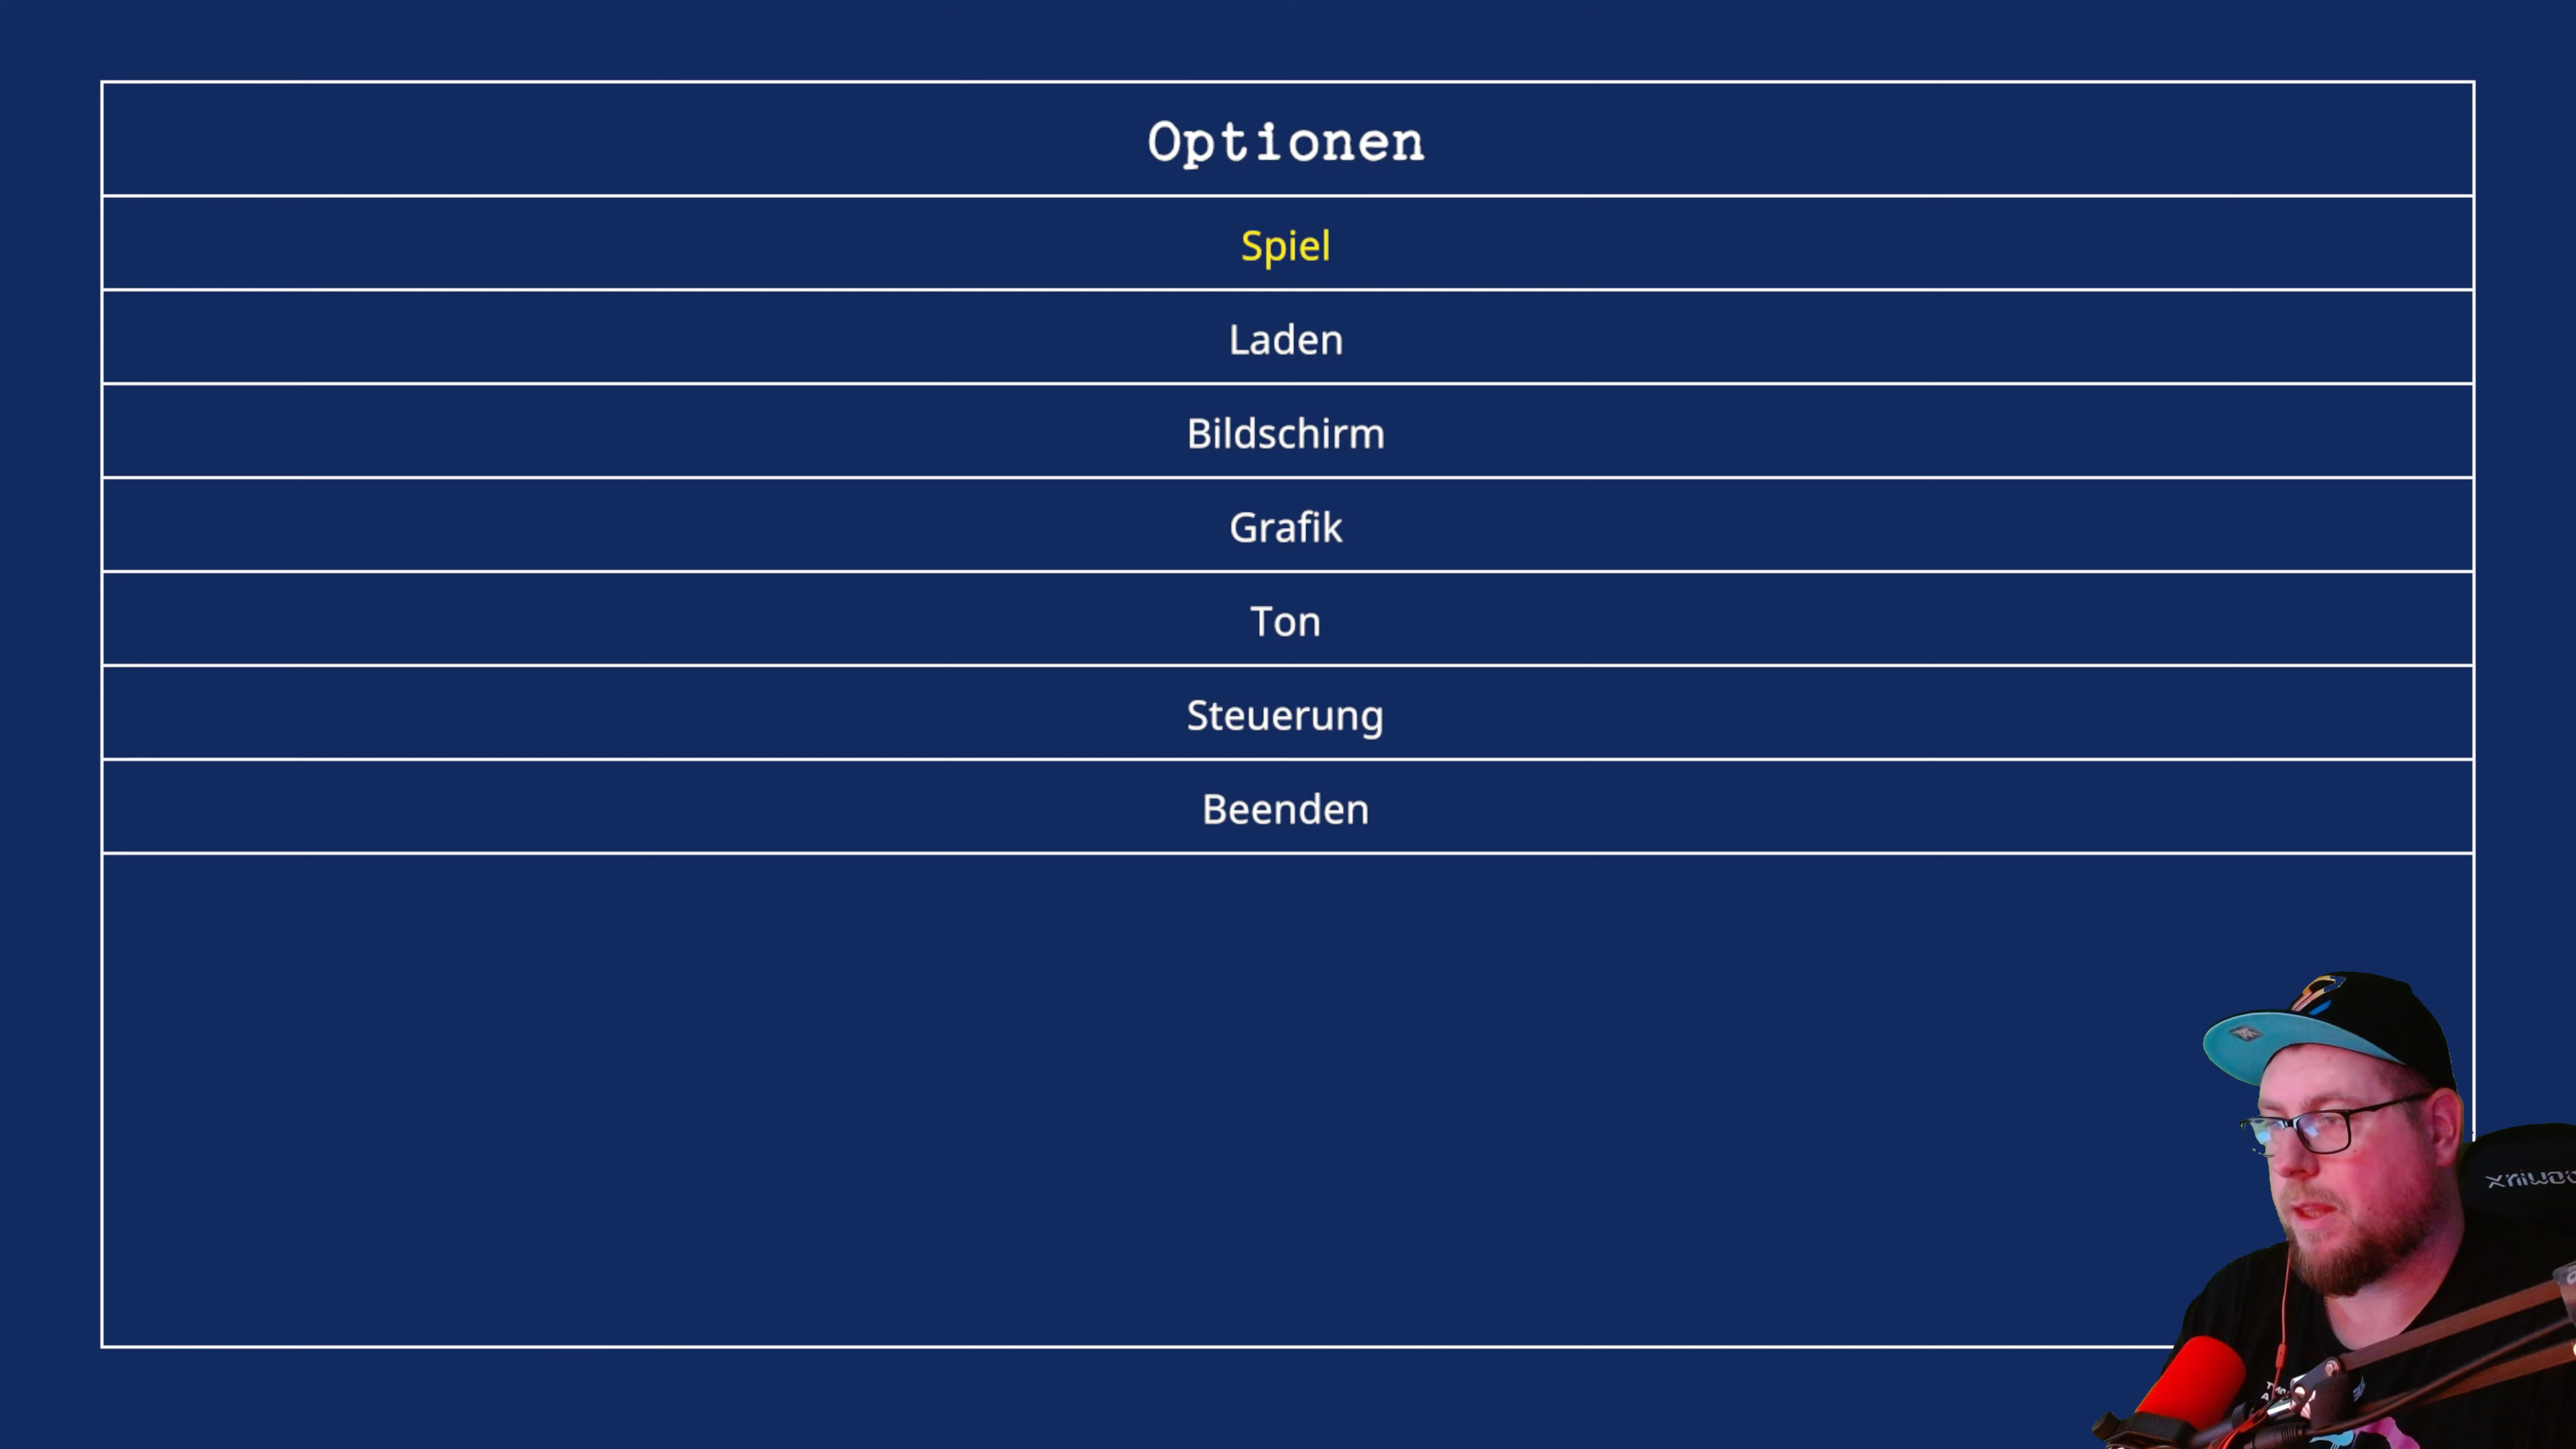 Optionen
Spiel
Laden
Bildschirm
Grafik
Ton
Steuerung
Beenden